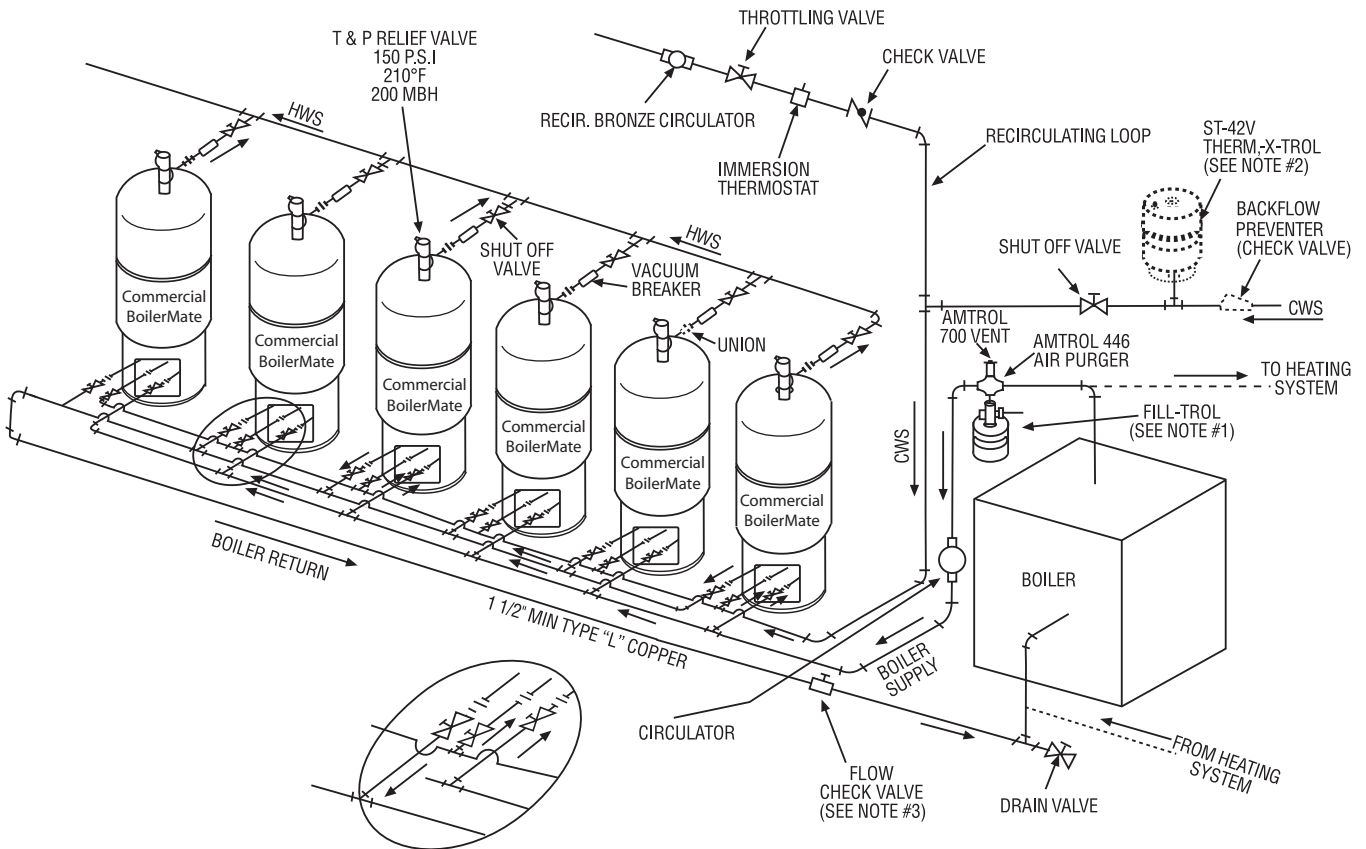 THROTTLING VALVE
T & P RELIEF VALVE
150 P.S.I
210°F
200 MBH
CHECK VALVE
HWS
RECIR. BRONZE CIRCULATOR
IMMERSION
THERMOSTAT
RECIRCULATING LOOP
ST-42V
THERM,-X-TROL
(SEE NOTE #2)
BACKFLOW
PREVENTER
(CHECK VALVE)
SHUT OFF VALVE
CWS
HWS
SHUT OFF
VALVE
VACUUM
BREAKER
UNION
AMTROL
700 VENT
AMTROL 446
AIR PURGER
TO HEATING
SYSTEM
FILL-TROL
(SEE NOTE #1)
Commercial
BoilerMate
Commercial
BoilerMate
Commercial
BoilerMate
Commercial
BoilerMate
Commercial
BoilerMate
Commercial
BoilerMate
CWS
BOILER
BOILER RETURN
1 1/2" MIN TYPE "L" COPPER
BOILER
SUPPLY
CIRCULATOR
FLOW
CHECK VALVE
(SEE NOTE #3)
DRAIN VALVE
FROM HEATING
SYSTEM